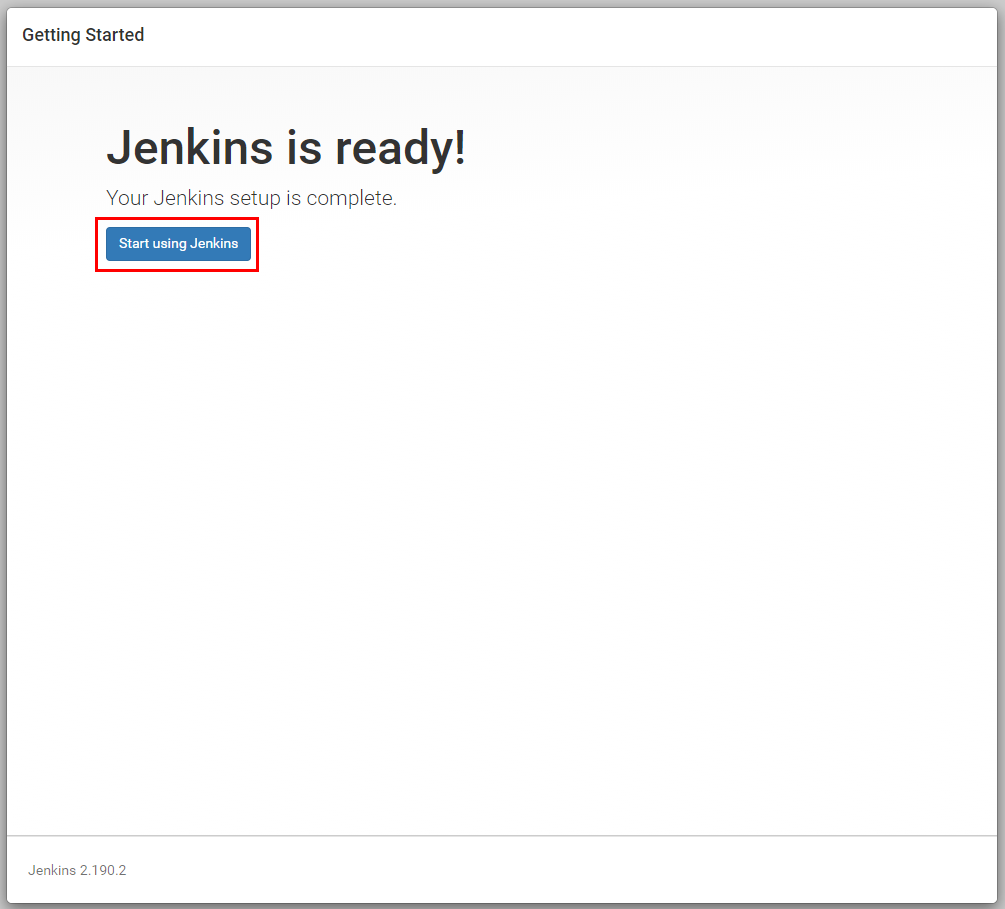 Getting Started
Jenkins is ready!
Your Jenkins setup is complete.
Start using Jenkins
Jenkins 2.190.2